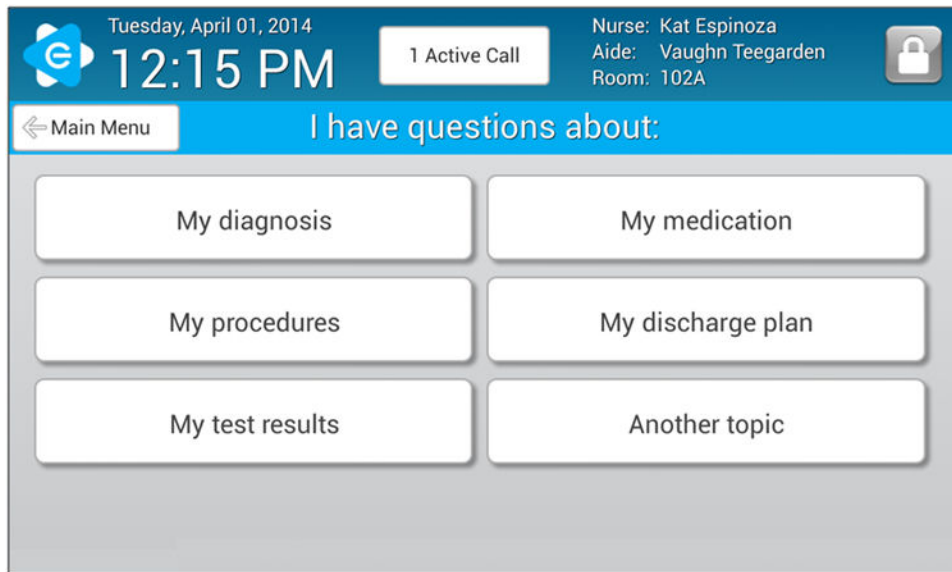 Tuesday, April 01, 2014
12:15 PM
1 Active Call
Nurse: Kat Espinoza
Aide: Vaughn Teegarden
Room: 102A
Main Menu
I have questions about:
My diagnosis
My medication
My procedures
My discharge plan
My test results
Another topic